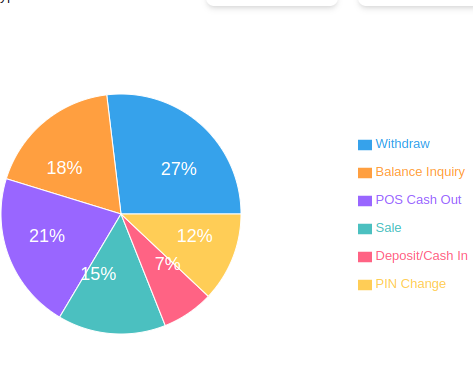 27%
18%
21%
12%
7%
15%
Withdraw
Balance Inquiry
POS Cash Out
Sale
Deposit/Cash In
PIN Change